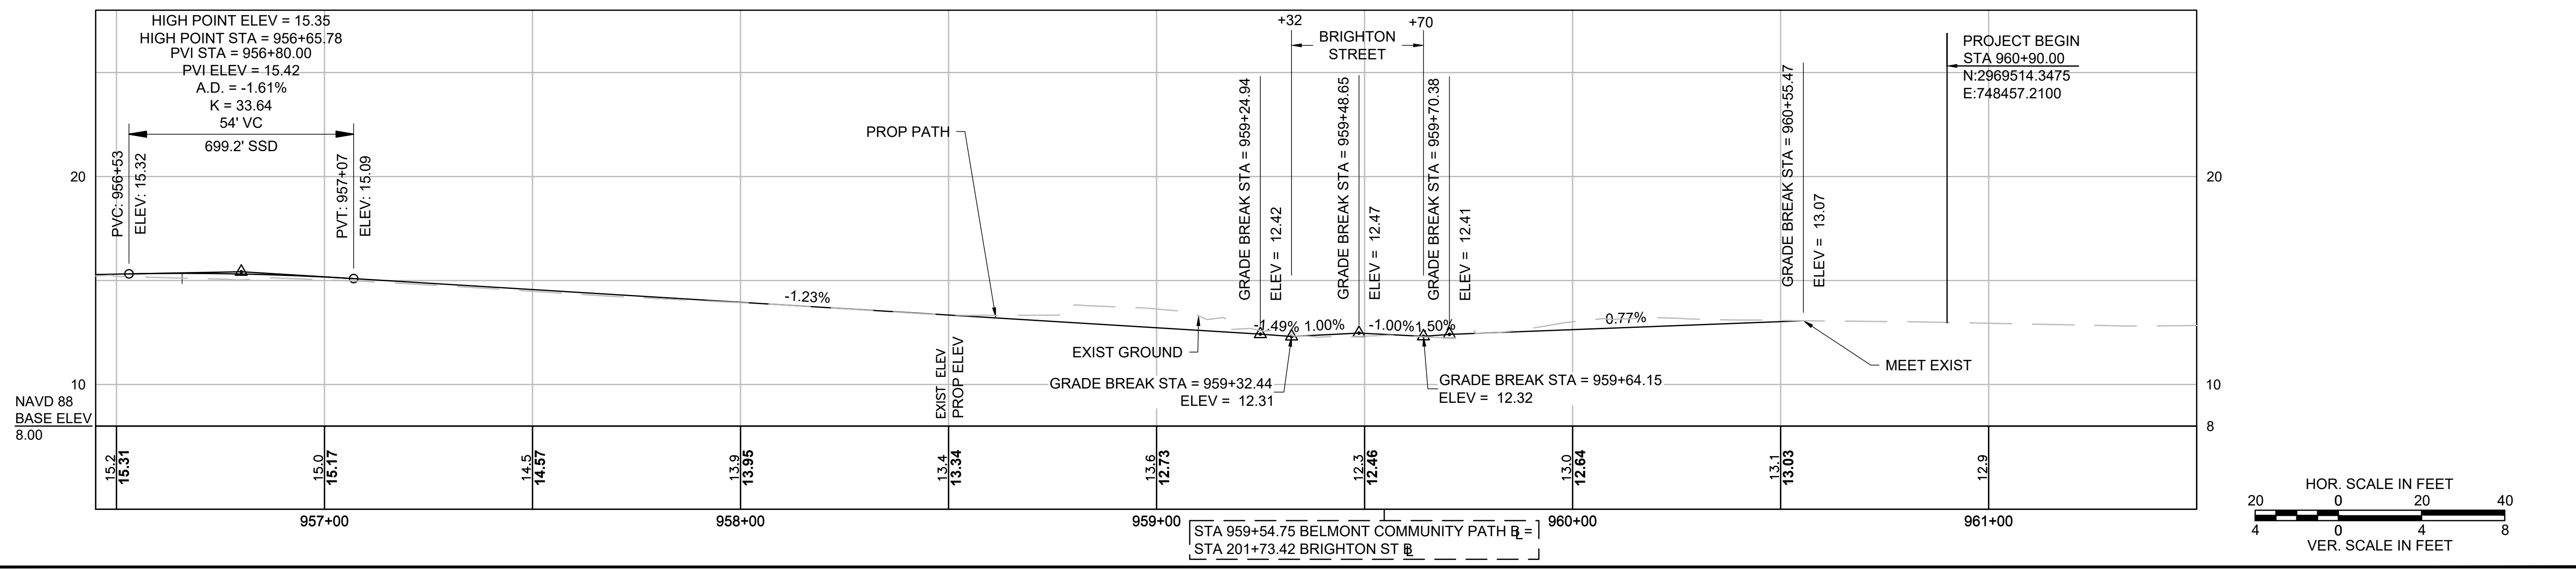 HIGH POINT ELEV = 15.35
HIGH POINT STA = 956+65.78
PVI STA = 956+80.00
PVI ELEV = 15.42
A.D. = -1.61%
K = 33.64
54' VC
699.2' SSD
PVC: 956+53
ELEV: 15.32
PVT: 957+07
ELEV: 15.09
PROP PATH
+32
+70
BRIGHTON
STREET
GRADE BREAK STA = 959+24.94
ELEV = 12.42
GRADE BREAK STA = 959+48.65
ELEV = 12.47
GRADE BREAK STA = 959+70.38
ELEV = 12.41
GRADE BREAK STA = 960+55.47
ELEV = 13.07
PROJECT BEGIN
STA 960+90.00
N:2969514.3475
E:748457.2100
20
20
-1.23%
-1.49%
1.00%
-1.00%
1.50%
0.77%
EXIST GROUND
MEET EXIST
EXIST ELEV
PROP ELEV
GRADE BREAK STA = 959+32.44
ELEV = 12.31
GRADE BREAK STA = 959+64.15
ELEV = 12.32
10
10
NAVD 88
BASE ELEV
8.00
8
15.2
15.31
15.0
15.17
14.5
14.57
13.9
13.95
13.4
13.34
13.6
12.73
12.3
12.46
13.0
12.64
13.1
13.03
12.9
957+00
958+00
959+00
960+00
961+00
STA 959+54.75 BELMONT COMMUNITY PATH BL =
STA 201+73.42 BRIGHTON ST BL
HOR. SCALE IN FEET
20 0 20 40
4 0 4 8
VER. SCALE IN FEET